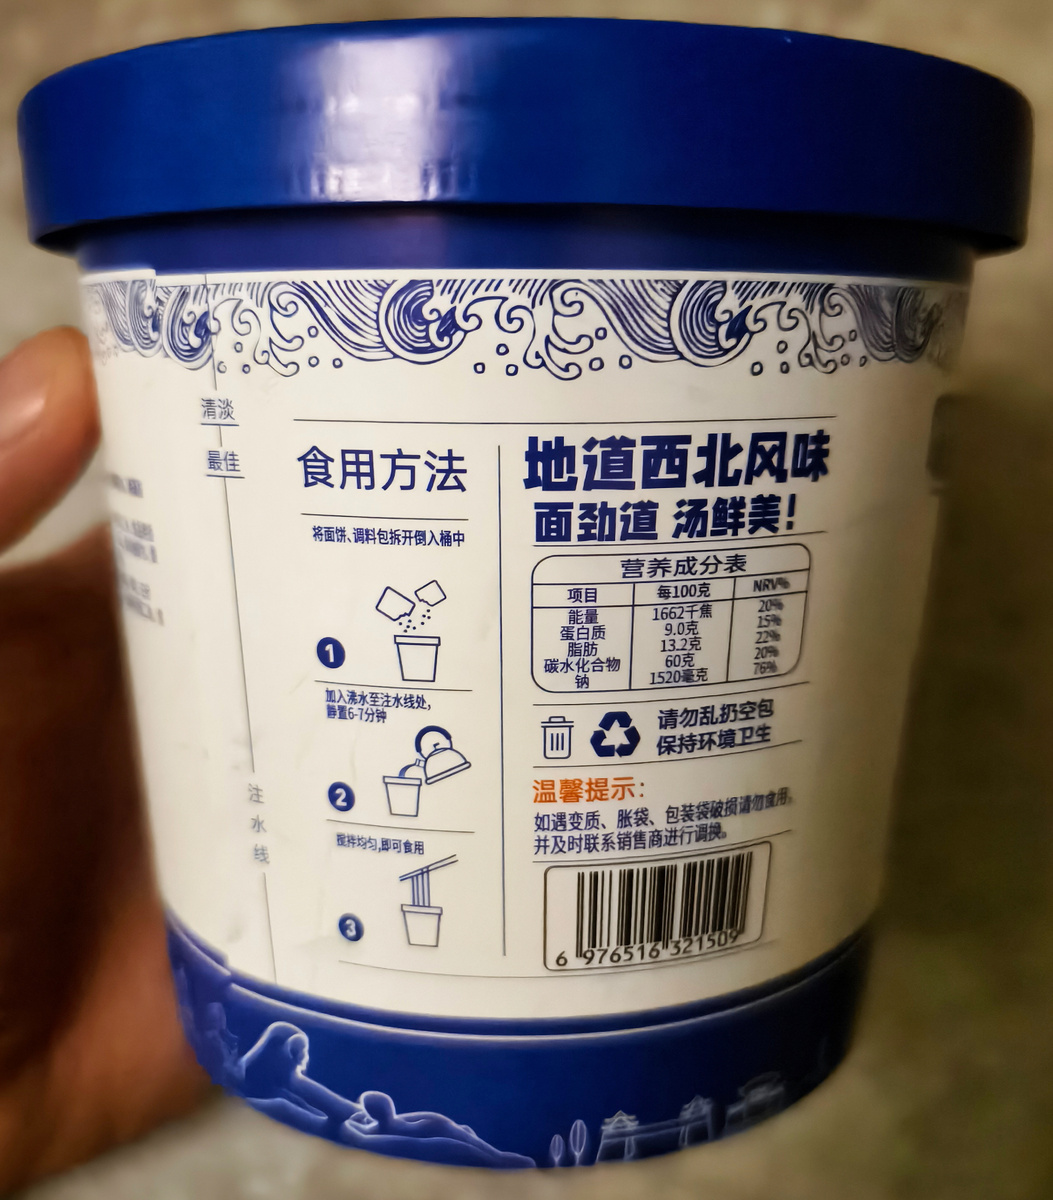 清淡
最佳
注
水
线
食用方法
将面饼、调料包拆开倒入桶中
1
加入沸水至注水线处,
静置6-7分钟
2
搅拌均匀,即可食用
3
地道西北风味
面劲道 汤鲜美!
营养成分表
项目 每100克 NRV%
能量 1662千焦 20%
蛋白质 9.0克 15%
脂肪 13.2克 22%
碳水化合物 60克 20%
钠 1520毫克 76%
请勿乱扔空包
保持环境卫生
温馨提示:
如遇变质、胀袋、包装袋破损请勿食用,
并及时联系销售商进行调换。
6 976516 321509